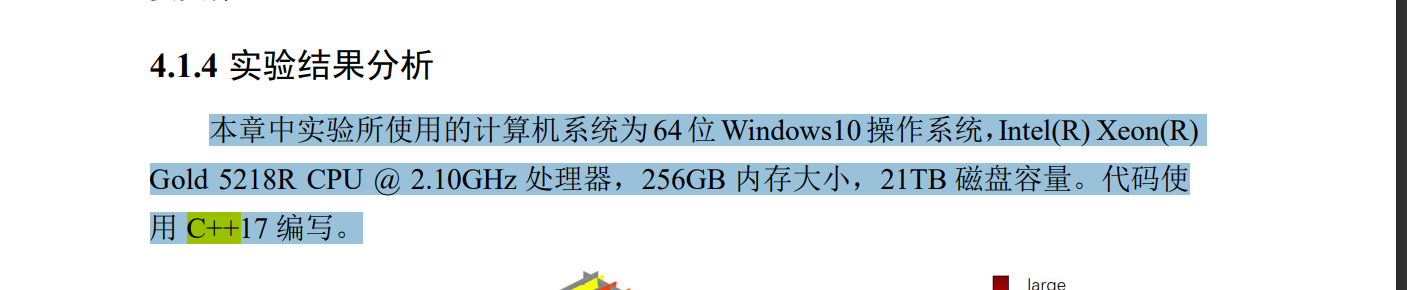 4.1.4 实验结果分析
本章中实验所使用的计算机系统为 64 位 Windows10 操作系统，Intel(R) Xeon(R)
Gold 5218R CPU @ 2.10GHz 处理器，256GB 内存大小，21TB 磁盘容量。代码使
用 C++17 编写。
large